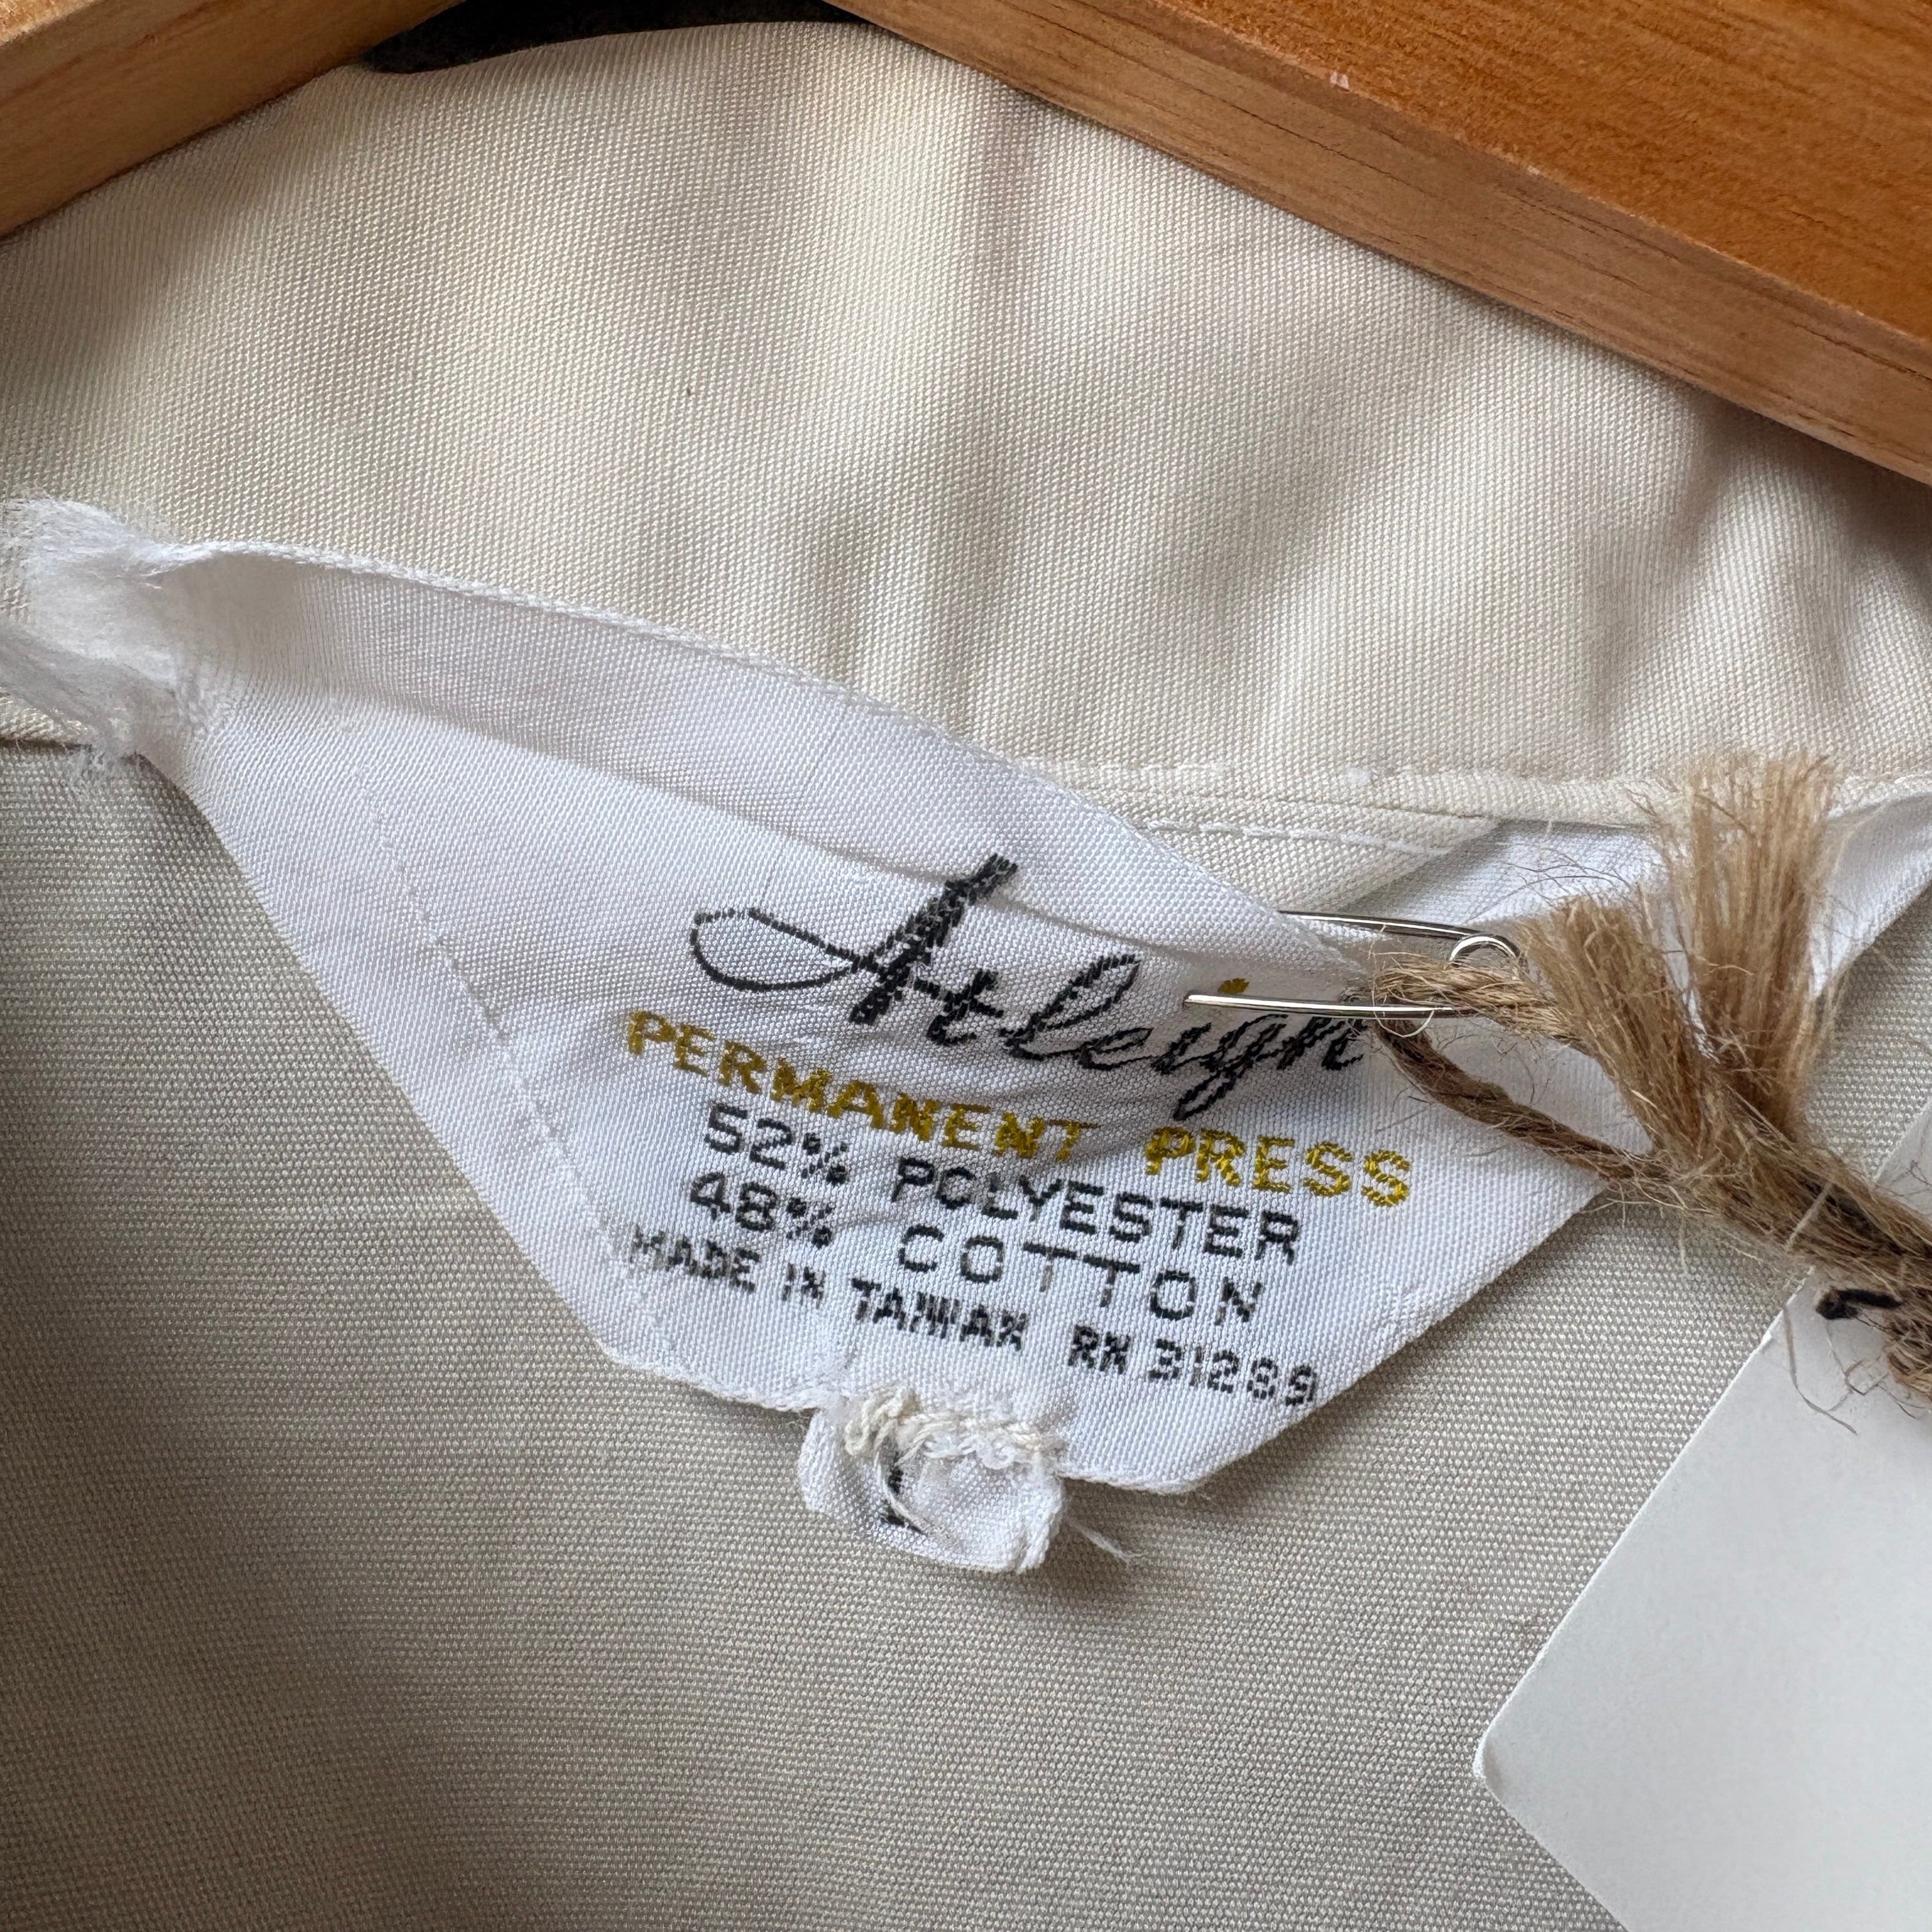 Atleigh
PERMANENT PRESS
52% POLYESTER
48% COTTON
MADE IN TAIWAN RN 31289